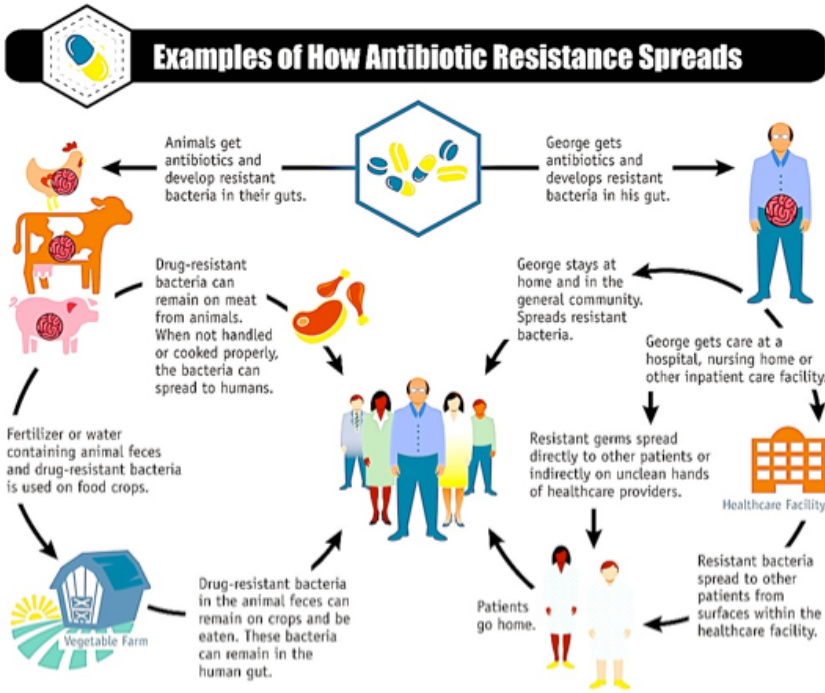 Examples of How Antibiotic Resistance Spreads
Animals get
antibiotics and
develop resistant
bacteria in their guts.
George gets
antibiotics and
develops resistant
bacteria in his gut.
Drug-resistant
bacteria can
remain on meat
from animals.
When not handled
or cooked properly,
the bacteria can
spread to humans.
George stays at
home and in the
general community.
Spreads resistant
bacteria.
George gets care at a
hospital, nursing home or
other inpatient care facility.
Fertilizer or water
containing animal feces
and drug-resistant bacteria
is used on food crops.
Resistant germs spread
directly to other patients or
indirectly on unclean hands
of healthcare providers.
Healthcare Facility
Vegetable Farm
Drug-resistant bacteria
in the animal feces can
remain on crops and be
eaten. These bacteria
can remain in the
human gut.
Patients
go home.
Resistant bacteria
spread to other
patients from
surfaces within the
healthcare facility.